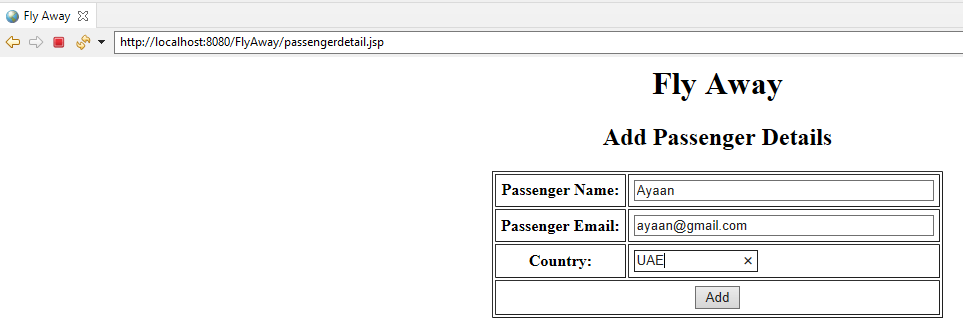 Fly Away
http://localhost:8080/FlyAway/passengerdetail.jsp
Fly Away
Add Passenger Details
Passenger Name: Ayaan
Passenger Email: ayaan@gmail.com
Country: UAE
Add